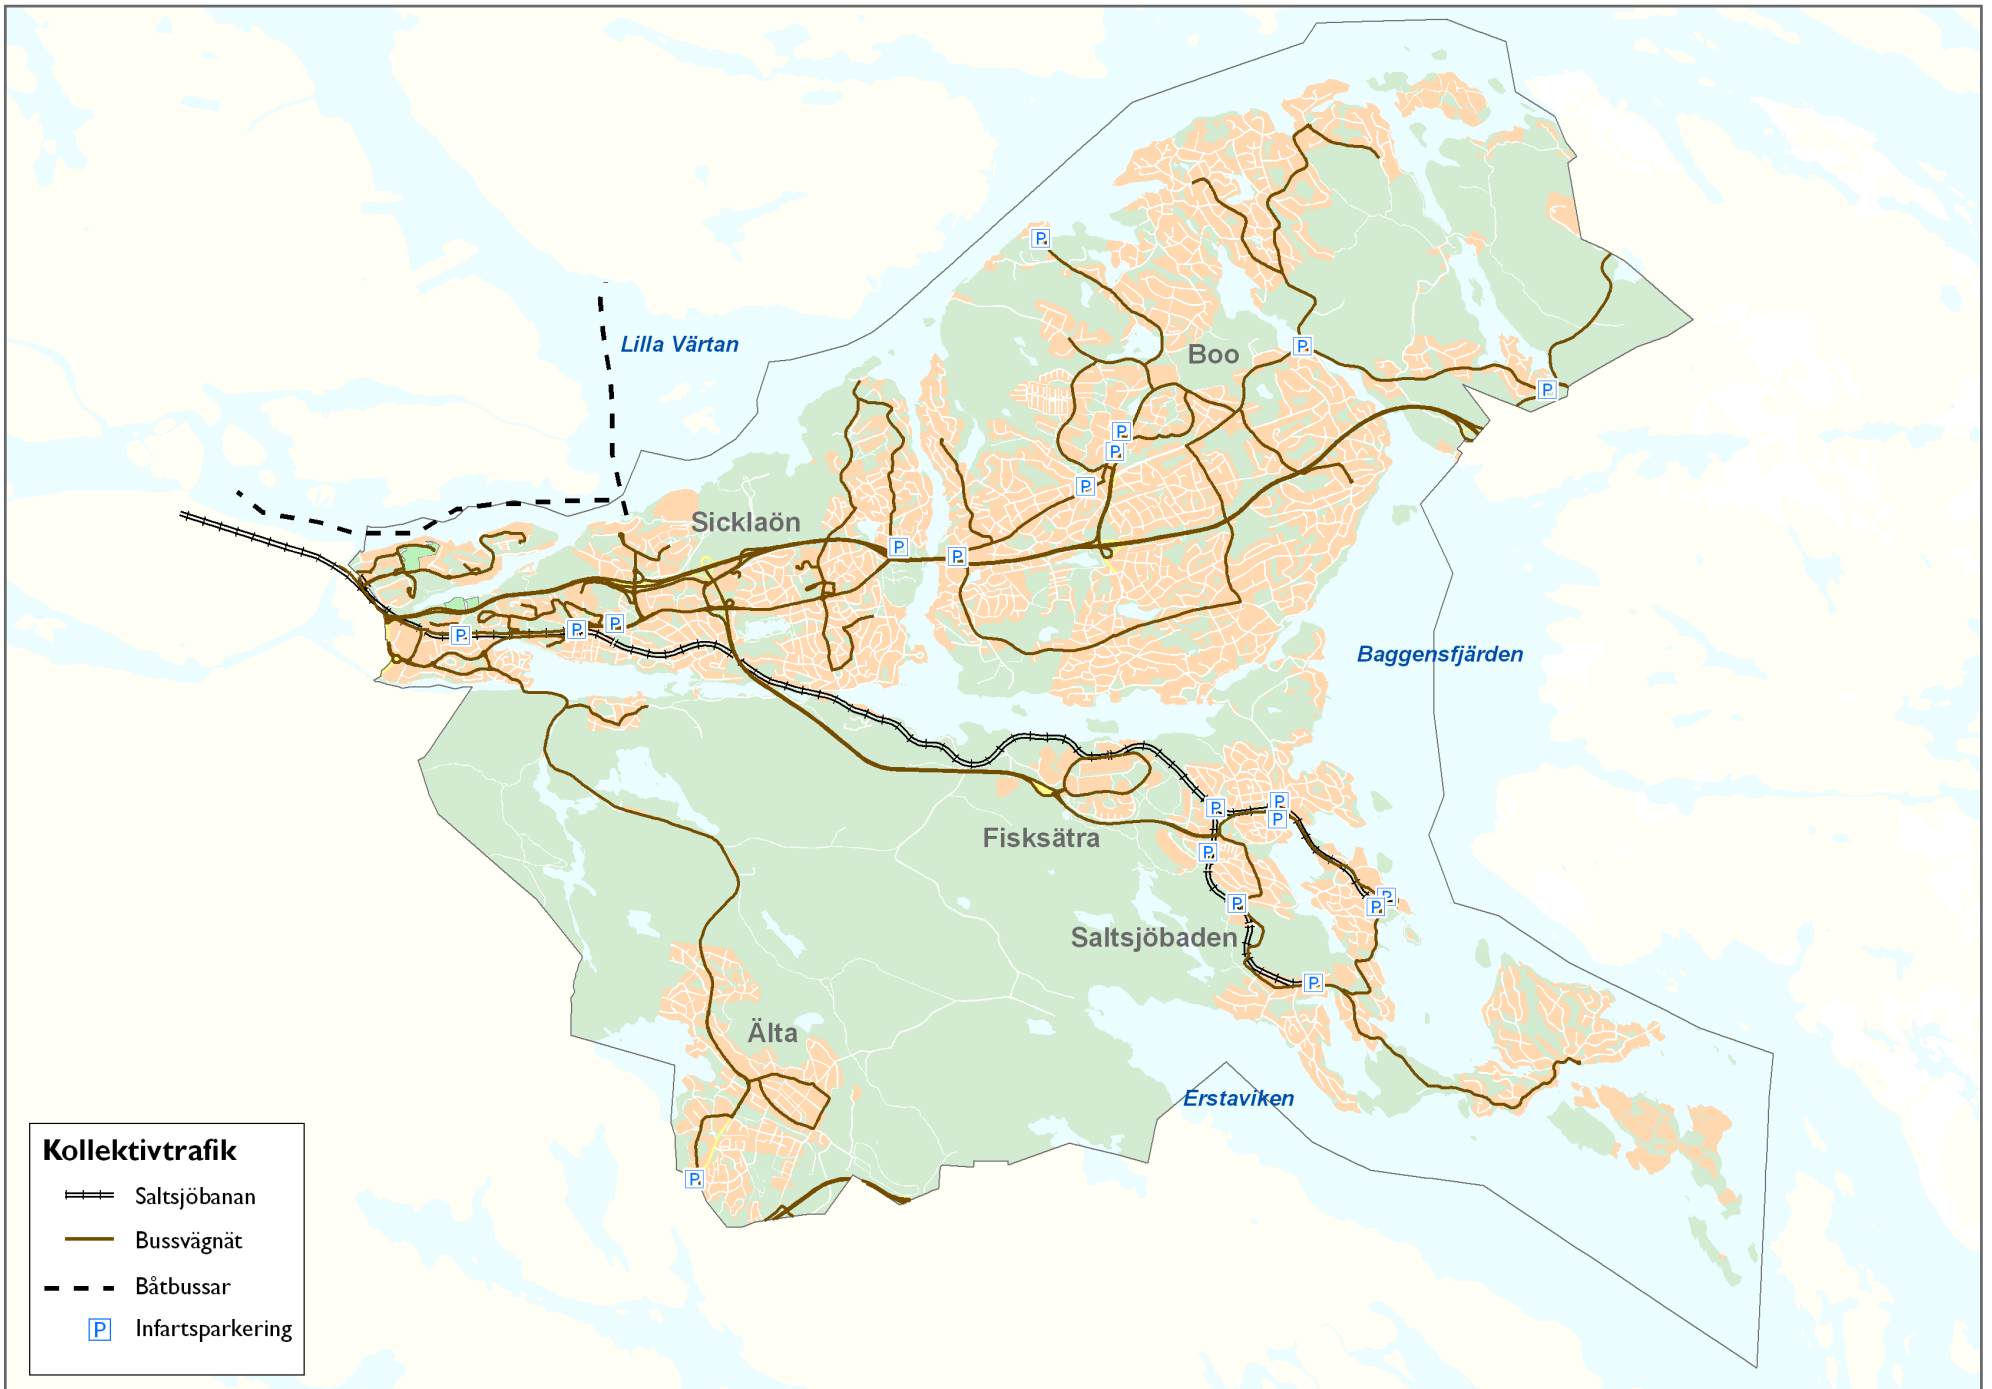 P
Lilla Värtan
P
Boo
P
P
P
P
Sicklaön
P
P
P
P
P
Baggensfjärden
P
P
P
Fisksätra
P
P
P
P
Saltsjöbaden
P
Älta
Erstaviken
P
Kollektivtrafik
Saltsjöbanan
Bussvägnät
Båtbussar
P Infartsparkering